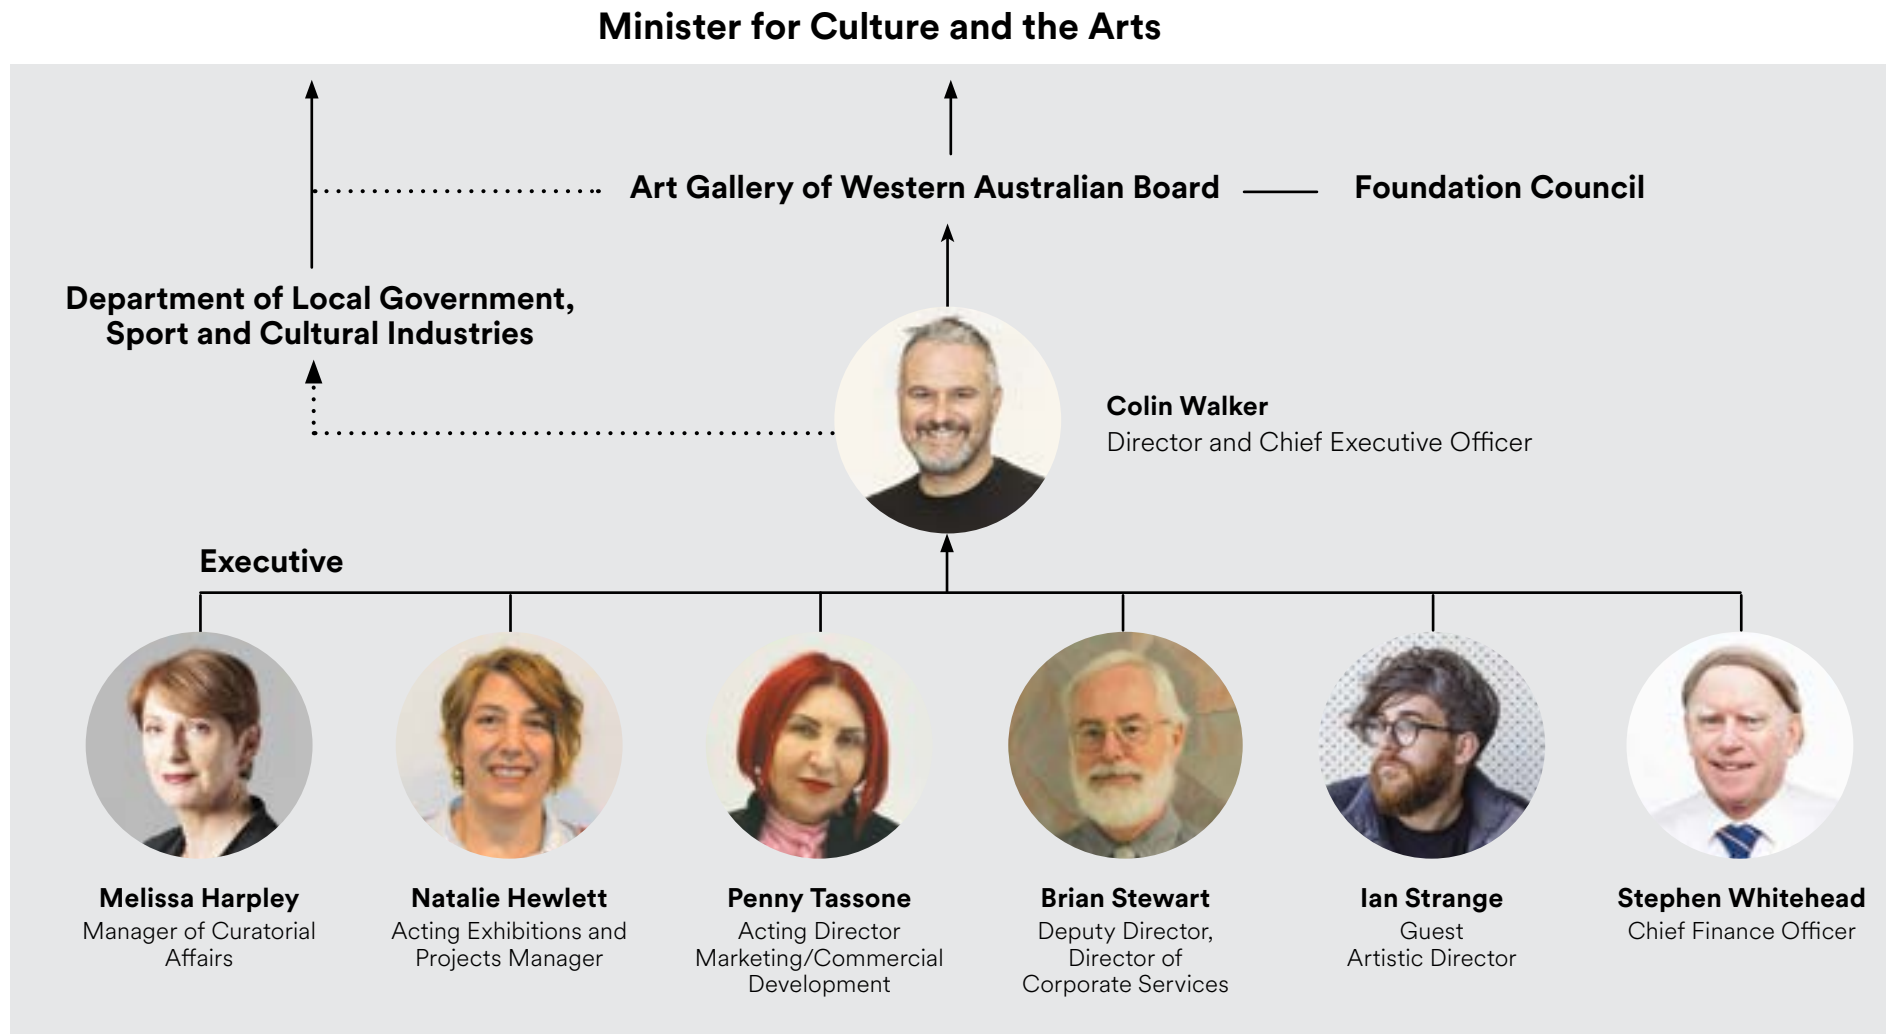 Minister for Culture and the Arts
Art Gallery of Western Australian Board
Foundation Council
Department of Local Government,
Sport and Cultural Industries
Colin Walker
Director and Chief Executive Officer
Executive
Melissa Harpley
Manager of Curatorial
Affairs
Natalie Hewlett
Acting Exhibitions and
Projects Manager
Penny Tassone
Acting Director
Marketing/Commercial
Development
Brian Stewart
Deputy Director,
Director of
Corporate Services
Ian Strange
Guest
Artistic Director
Stephen Whitehead
Chief Finance Officer